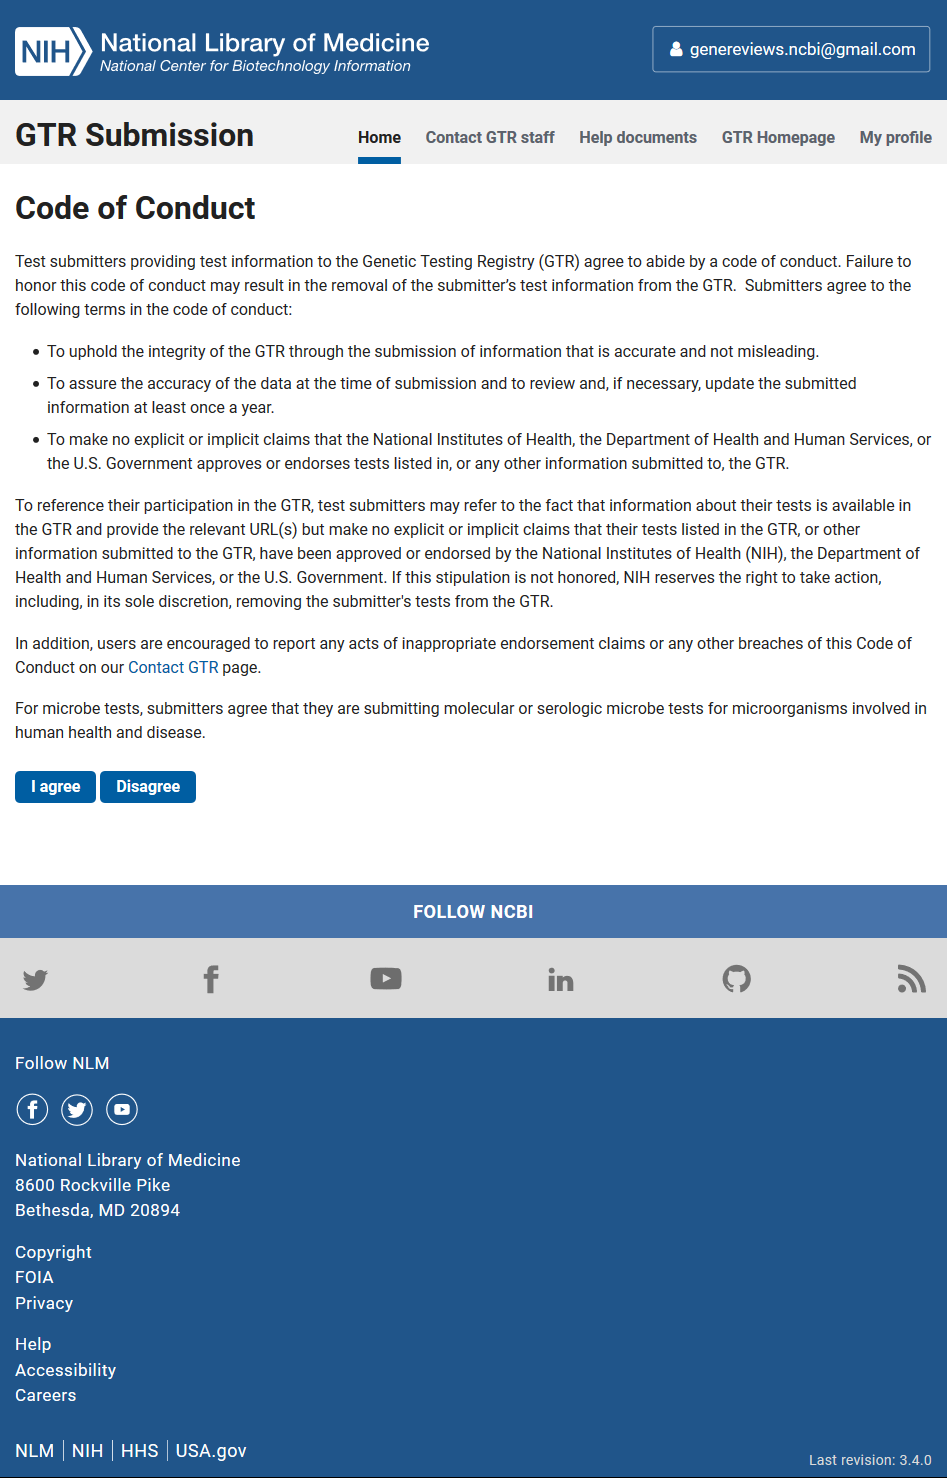 NIH National Library of Medicine
National Center for Biotechnology Information
genereviews.ncbi@gmail.com
GTR Submission
Home Contact GTR staff Help documents GTR Homepage My profile
Code of Conduct
Test submitters providing test information to the Genetic Testing Registry (GTR) agree to abide by a code of conduct. Failure to
honor this code of conduct may result in the removal of the submitter’s test information from the GTR. Submitters agree to the
following terms in the code of conduct:
• To uphold the integrity of the GTR through the submission of information that is accurate and not misleading.
• To assure the accuracy of the data at the time of submission and to review and, if necessary, update the submitted
information at least once a year.
• To make no explicit or implicit claims that the National Institutes of Health, the Department of Health and Human Services, or
the U.S. Government approves or endorses tests listed in, or any other information submitted to, the GTR.
To reference their participation in the GTR, test submitters may refer to the fact that information about their tests is available in
the GTR and provide the relevant URL(s) but make no explicit or implicit claims that their tests listed in the GTR, or other
information submitted to the GTR, have been approved or endorsed by the National Institutes of Health (NIH), the Department of
Health and Human Services, or the U.S. Government. If this stipulation is not honored, NIH reserves the right to take action,
including, in its sole discretion, removing the submitter's tests from the GTR.
In addition, users are encouraged to report any acts of inappropriate endorsement claims or any other breaches of this Code of
Conduct on our Contact GTR page.
For microbe tests, submitters agree that they are submitting molecular or serologic microbe tests for microorganisms involved in
human health and disease.
I agree Disagree
FOLLOW NCBI
Follow NLM
National Library of Medicine
8600 Rockville Pike
Bethesda, MD 20894
Copyright
FOIA
Privacy
Help
Accessibility
Careers
NLM NIH HHS USA.gov
Last revision: 3.4.0